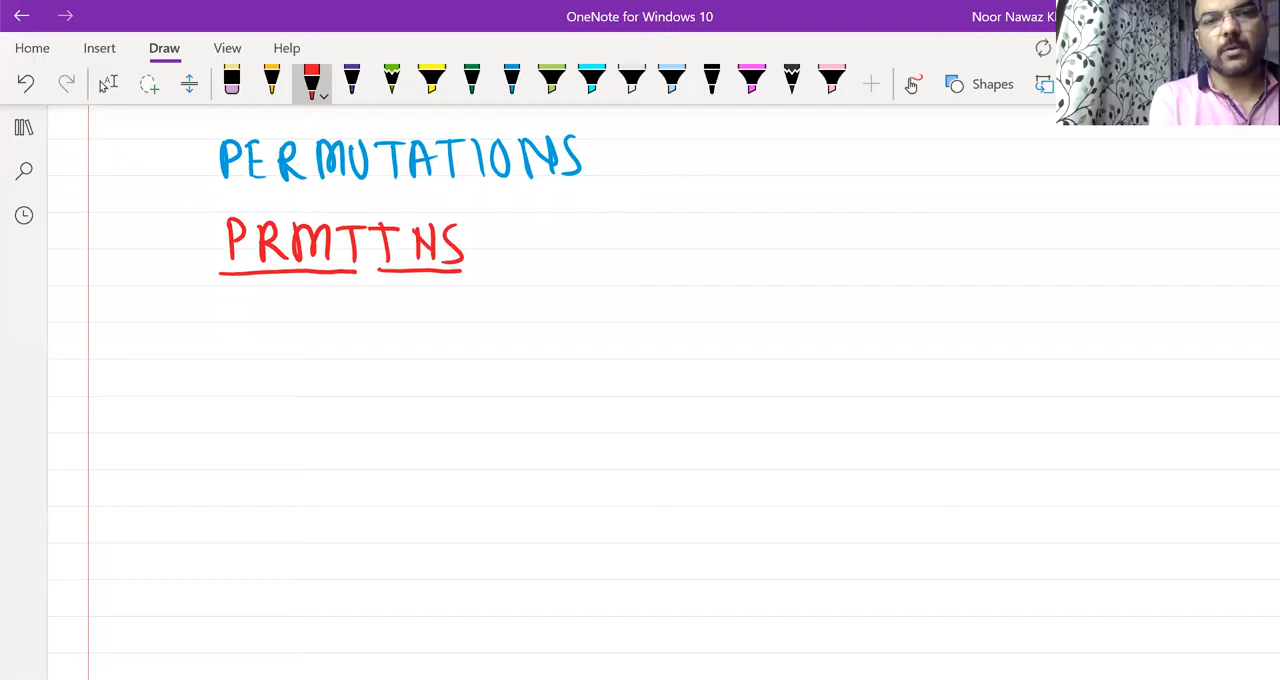 OneNote for Windows 10
Noor Nawaz K
Home Insert Draw View Help
Shapes
PERMUTATIONS
PRMTTNS